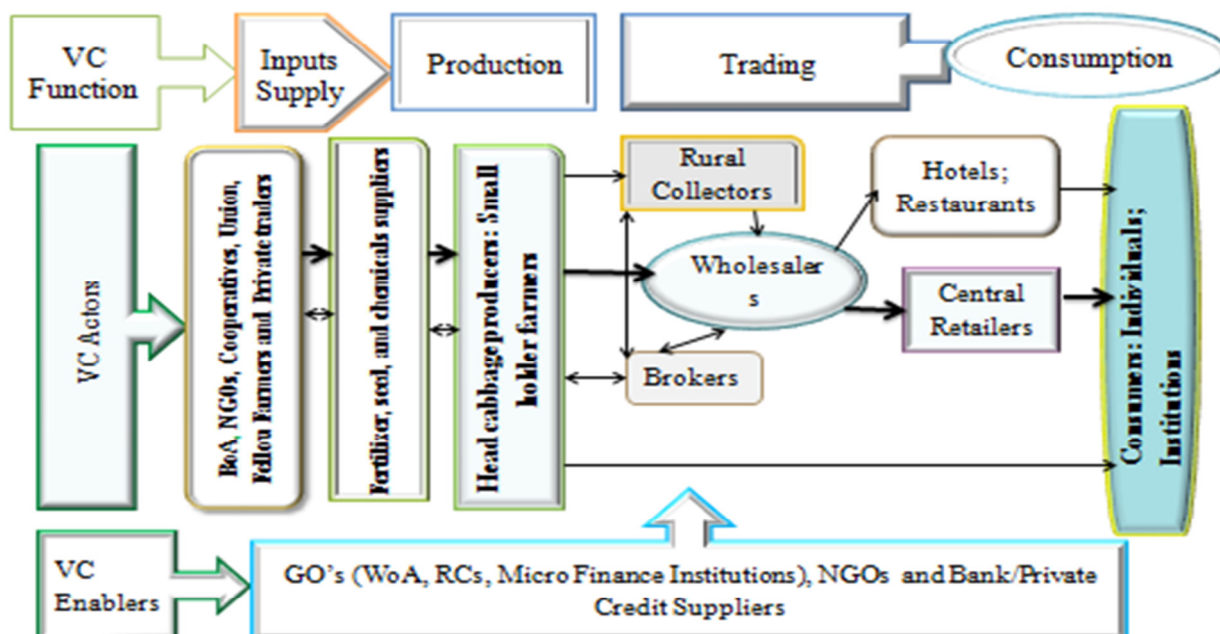 VC
Function
Inputs
Supply
Production
Trading
Consumption
VC Actors
BoA, NGOs, Cooperatives, Union,
Fellou Farmers and Private traders
Fertilizer, seed, and chemicals suppliers
Head cabbage producers: Small
holder farmers
Rural
Collectors
Wholesaler
s
Brokers
Hotels;
Restaurants
Central
Retailers
Consumers: Individuals;
Institutions
VC
Enablers
GO's (WoA, RCs, Micro Finance Institutions), NGOs and Bank/Private
Credit Suppliers